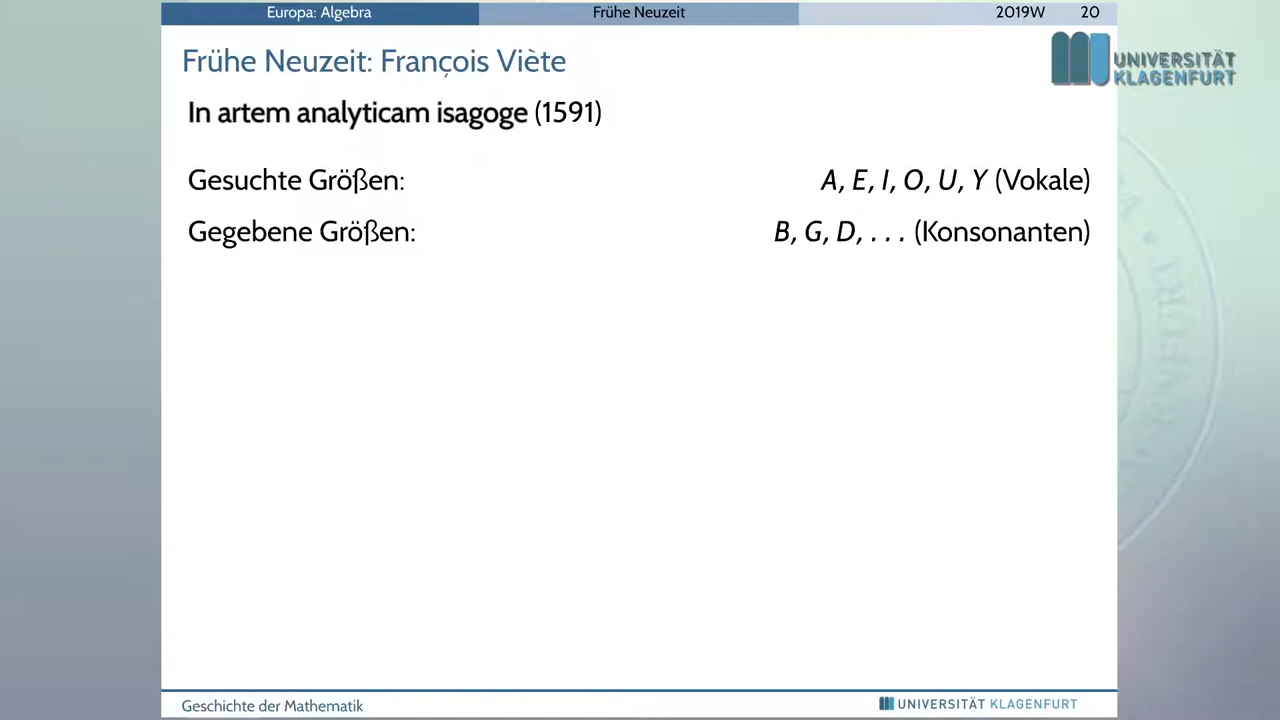 Europa: Algebra Frühe Neuzeit 2019W 20
Frühe Neuzeit: François Viète
UNIVERSITÄT
KLAGENFURT
In artem analyticam isagoge (1591)
Gesuchte Größen: A, E, I, O, U, Y (Vokale)
Gegebene Größen: B, G, D, . . . (Konsonanten)
Geschichte der Mathematik UNIVERSITÄT KLAGENFURT